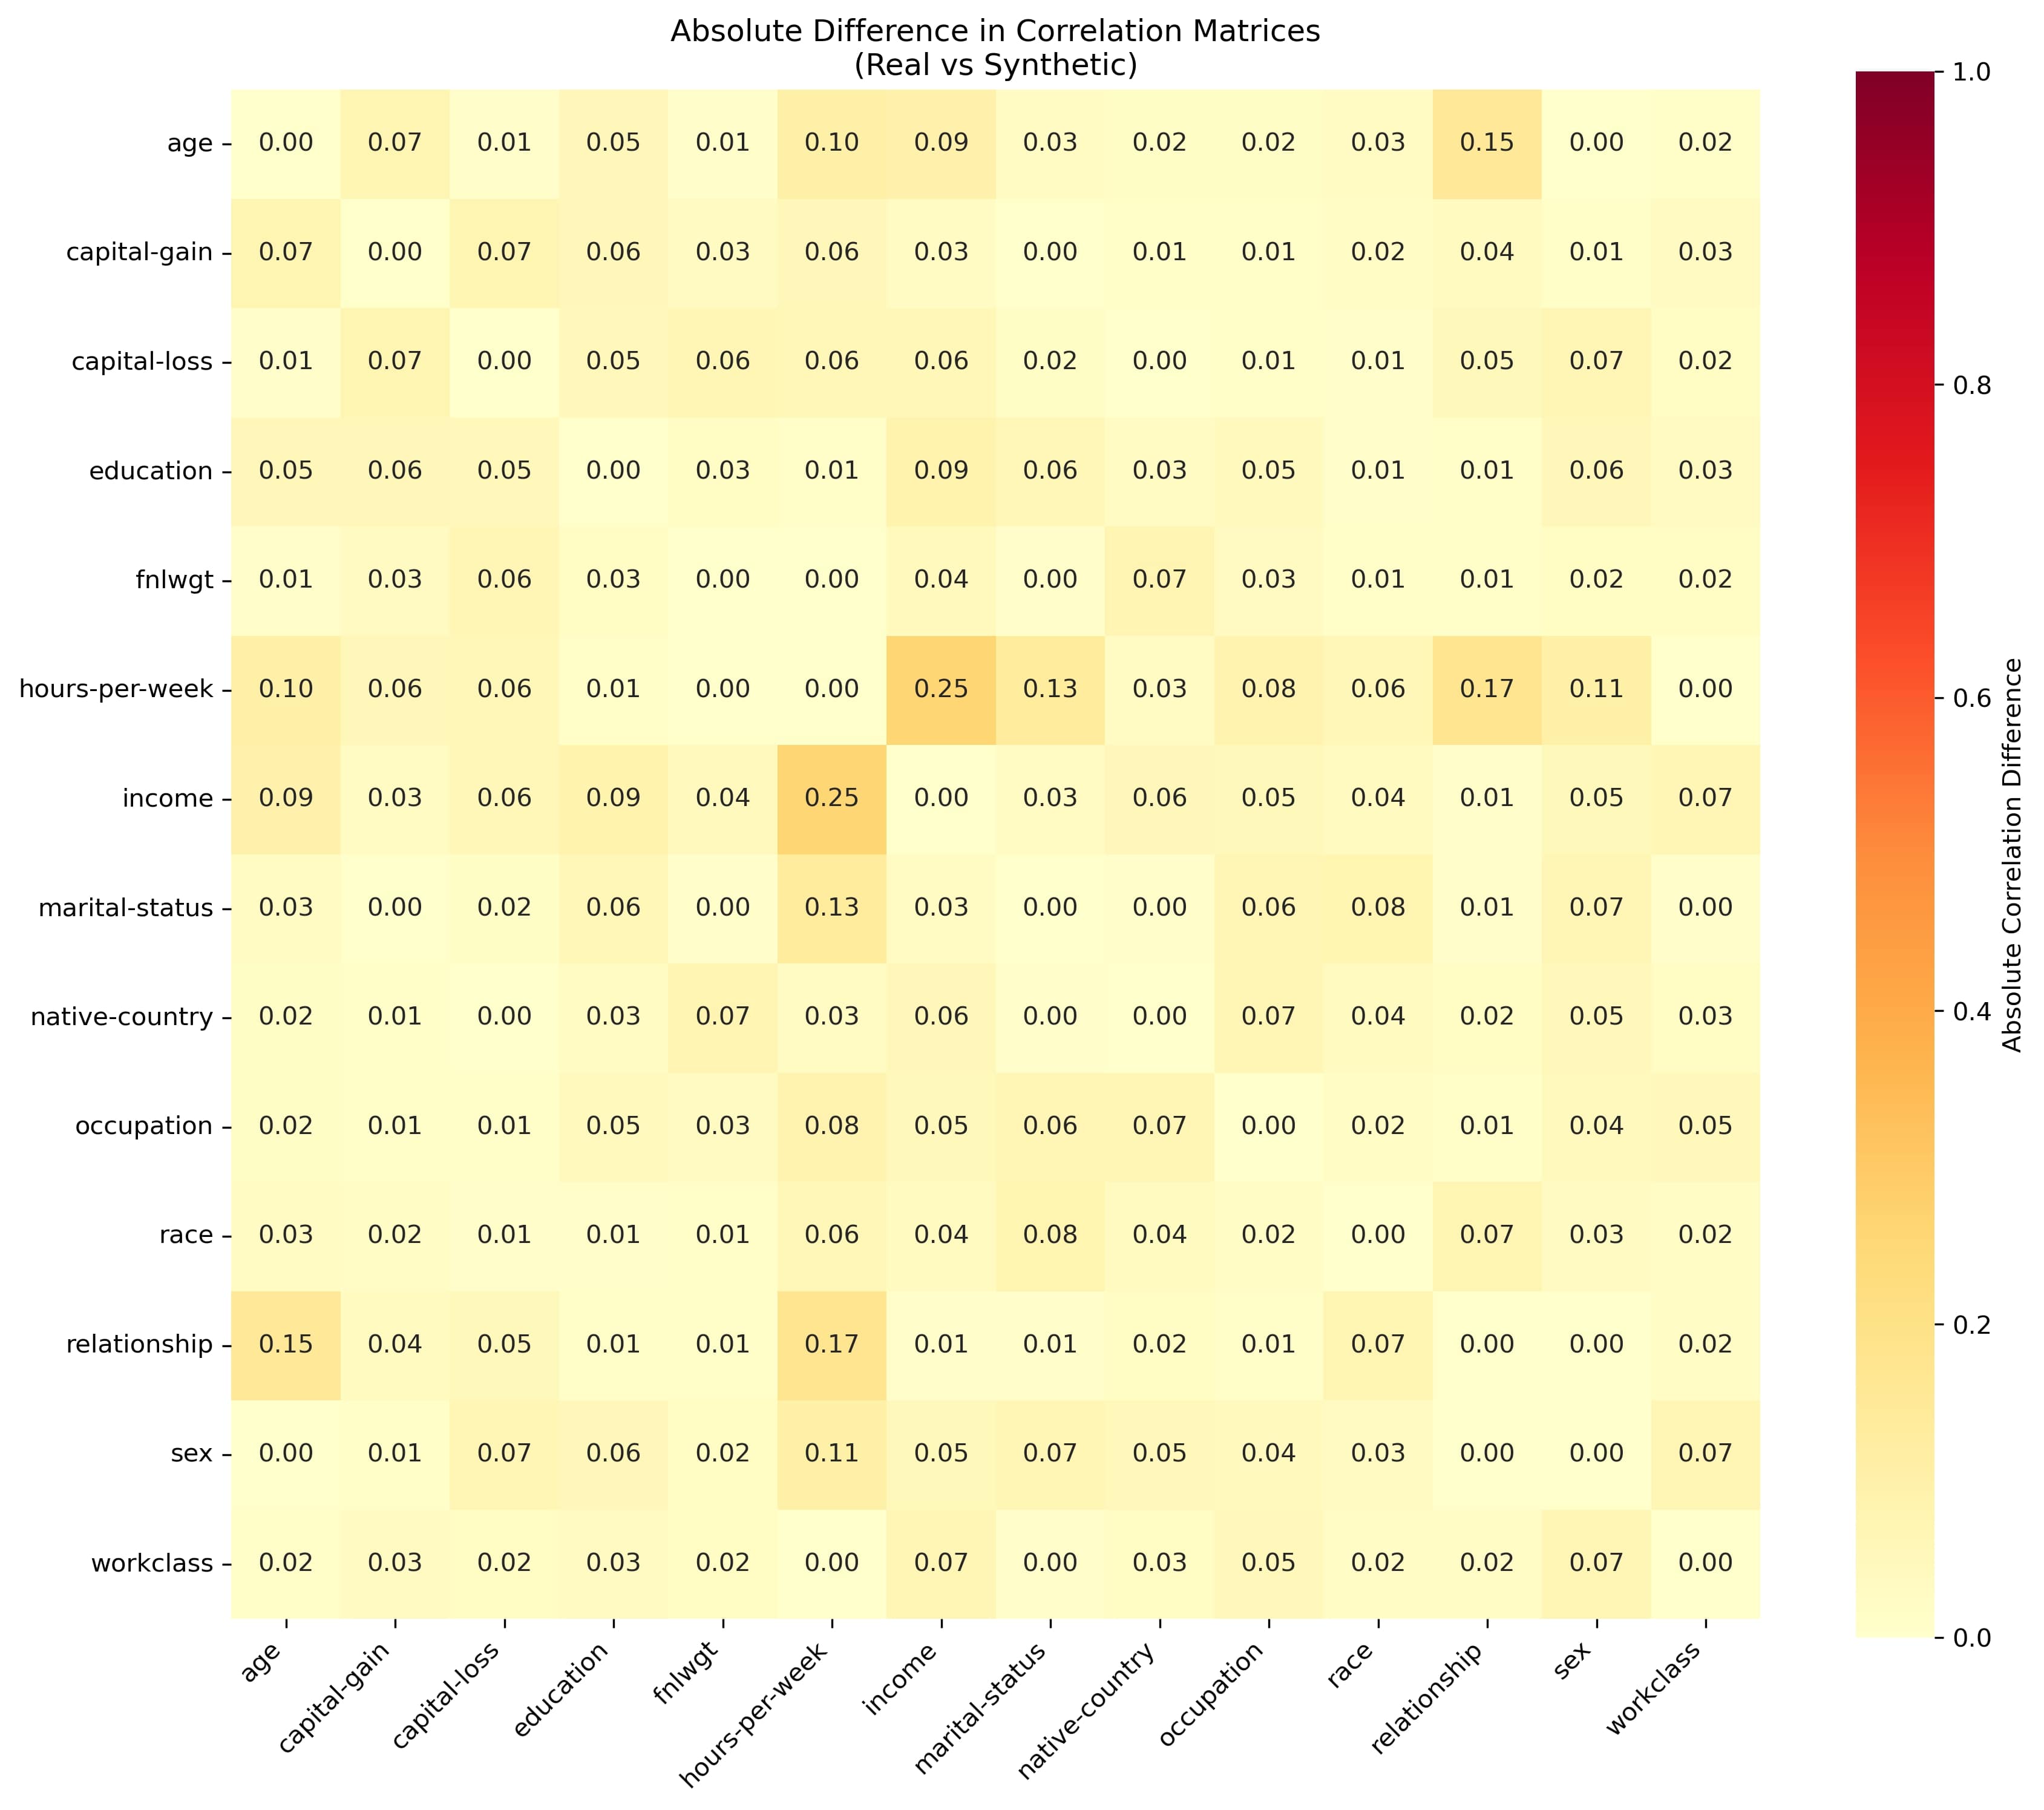 Absolute Difference in Correlation Matrices
(Real vs Synthetic)
age 0.00 0.07 0.01 0.05 0.01 0.10 0.09 0.03 0.02 0.02 0.03 0.15 0.00 0.02
capital-gain 0.07 0.00 0.07 0.06 0.03 0.06 0.03 0.00 0.01 0.01 0.02 0.04 0.01 0.03
capital-loss 0.01 0.07 0.00 0.05 0.06 0.06 0.06 0.02 0.00 0.01 0.01 0.05 0.07 0.02
education 0.05 0.06 0.05 0.00 0.03 0.01 0.09 0.06 0.03 0.05 0.01 0.01 0.06 0.03
fnlwgt 0.01 0.03 0.06 0.03 0.00 0.00 0.04 0.00 0.07 0.03 0.01 0.01 0.02 0.02
hours-per-week 0.10 0.06 0.06 0.01 0.00 0.00 0.25 0.13 0.03 0.08 0.06 0.17 0.11 0.00
income 0.09 0.03 0.06 0.09 0.04 0.25 0.00 0.03 0.06 0.05 0.04 0.01 0.05 0.07
marital-status 0.03 0.00 0.02 0.06 0.00 0.13 0.03 0.00 0.00 0.06 0.08 0.01 0.07 0.00
native-country 0.02 0.01 0.00 0.03 0.07 0.03 0.06 0.00 0.00 0.07 0.04 0.02 0.05 0.03
occupation 0.02 0.01 0.01 0.05 0.03 0.08 0.05 0.06 0.07 0.00 0.02 0.01 0.04 0.05
race 0.03 0.02 0.01 0.01 0.01 0.06 0.04 0.08 0.04 0.02 0.00 0.07 0.03 0.02
relationship 0.15 0.04 0.05 0.01 0.01 0.17 0.01 0.01 0.02 0.01 0.07 0.00 0.00 0.02
sex 0.00 0.01 0.07 0.06 0.02 0.11 0.05 0.07 0.05 0.04 0.03 0.00 0.00 0.07
workclass 0.02 0.03 0.02 0.03 0.02 0.00 0.07 0.00 0.03 0.05 0.02 0.02 0.07 0.00
age
capital-gain
capital-loss
education
fnlwgt
hours-per-week
income
marital-status
native-country
occupation
race
relationship
sex
workclass
1.0
0.8
0.6
0.4
0.2
0.0
Absolute Correlation Difference